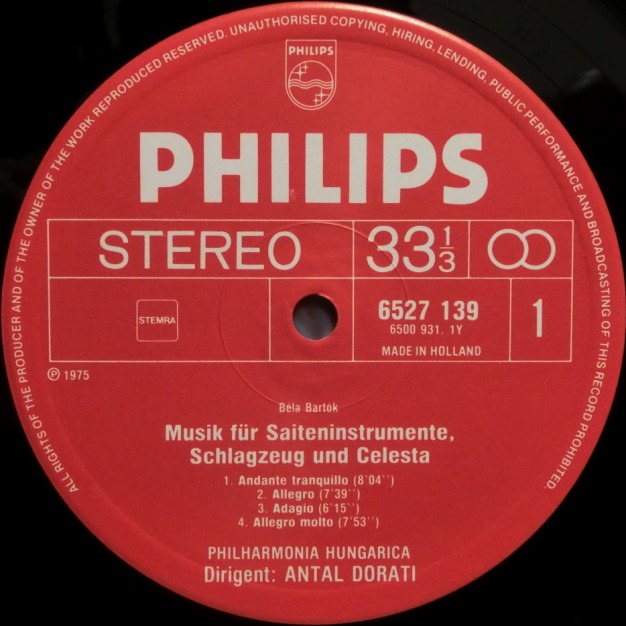 ALL RIGHTS OF THE PRODUCER AND OF THE OWNER OF THE WORK REPRODUCED RESERVED. UNAUTHORISED COPYING, HIRING, LENDING, PUBLIC PERFORMANCE AND BROADCASTING OF THIS RECORD PROHIBITED.
PHILIPS
PHILIPS
STEREO 33 1/3
STEMRA
6527 139 1
6500 931. 1Y
MADE IN HOLLAND
℗ 1975
Béla Bartók
Musik für Saiteninstrumente,
Schlagzeug und Celesta
1. Andante tranquillo (8'04'')
2. Allegro (7'39'')
3. Adagio (6'15'')
4. Allegro molto (7'53'')
PHILHARMONIA HUNGARICA
Dirigent: ANTAL DORATI